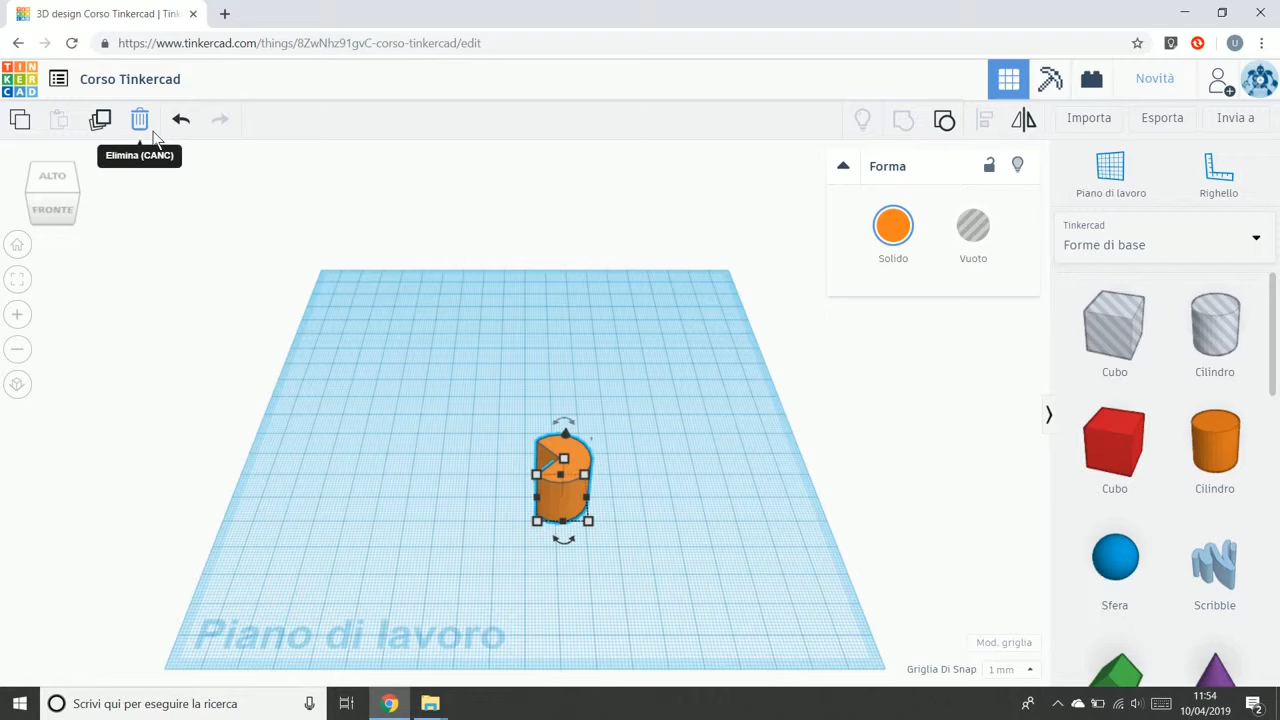 3D design Corso Tinkercad | Tink
https://www.tinkercad.com/things/8ZwNhz91gvC-corso-tinkercad/edit
U
TIN
KER
CAD
Corso Tinkercad
Novità
Importa
Esporta
Invia a
Elimina (CANC)
ALTO
FRONTE
Forma
Solido
Vuoto
Piano di lavoro
Righello
Tinkercad
Forme di base
Cubo
Cilindro
Cubo
Cilindro
Sfera
Scribble
Piano di lavoro
Mod. griglia
Griglia Di Snap
1 mm
Scrivi qui per eseguire la ricerca
11:54
10/04/2019
2